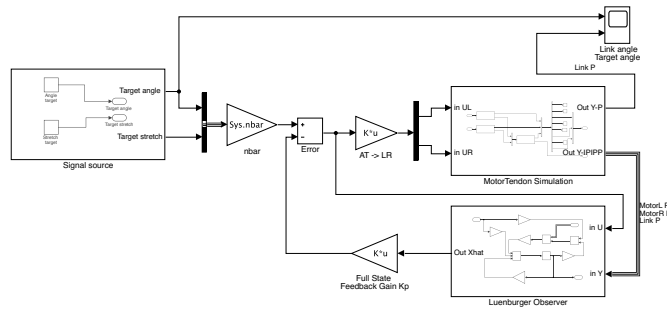 Link angle
Target angle
Link P
Target angle
Angle
target
Target angle
Target stretch
Stretch
target
Target stretch
Signal source
Sys.nbar
nbar
+
−
Error
K*u
AT -> LR
in UL
in UR
Out Y-P
Out Y-lPlPP
MotorTendon Simulation
MotorL
MotorR
Link P
in U
in Y
Out Xhat
Luenburger Observer
K*u
Full State
Feedback Gain Kp